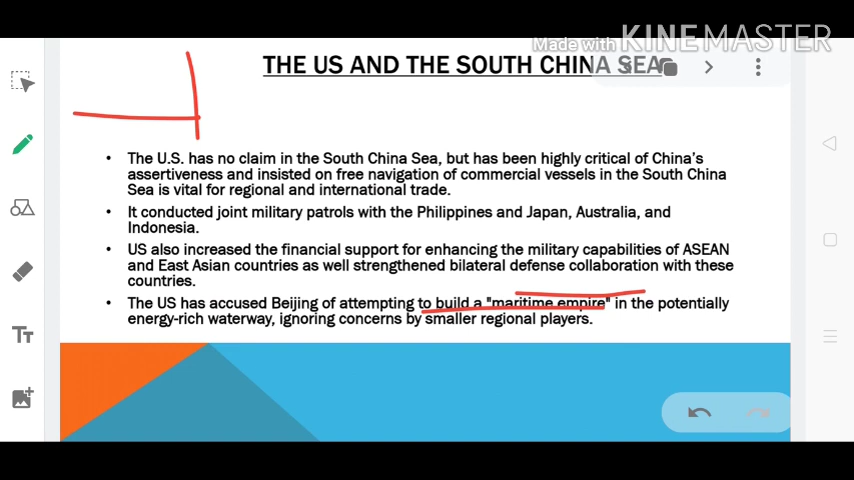 Made with KINEMASTER
THE US AND THE SOUTH CHINA SEA
• The U.S. has no claim in the South China Sea, but has been highly critical of China's
assertiveness and insisted on free navigation of commercial vessels in the South China
Sea is vital for regional and international trade.
• It conducted joint military patrols with the Philippines and Japan, Australia, and
Indonesia.
• US also increased the financial support for enhancing the military capabilities of ASEAN
and East Asian countries as well strengthened bilateral defense collaboration with these
countries.
• The US has accused Beijing of attempting to build a "maritime empire" in the potentially
energy-rich waterway, ignoring concerns by smaller regional players.
Tт